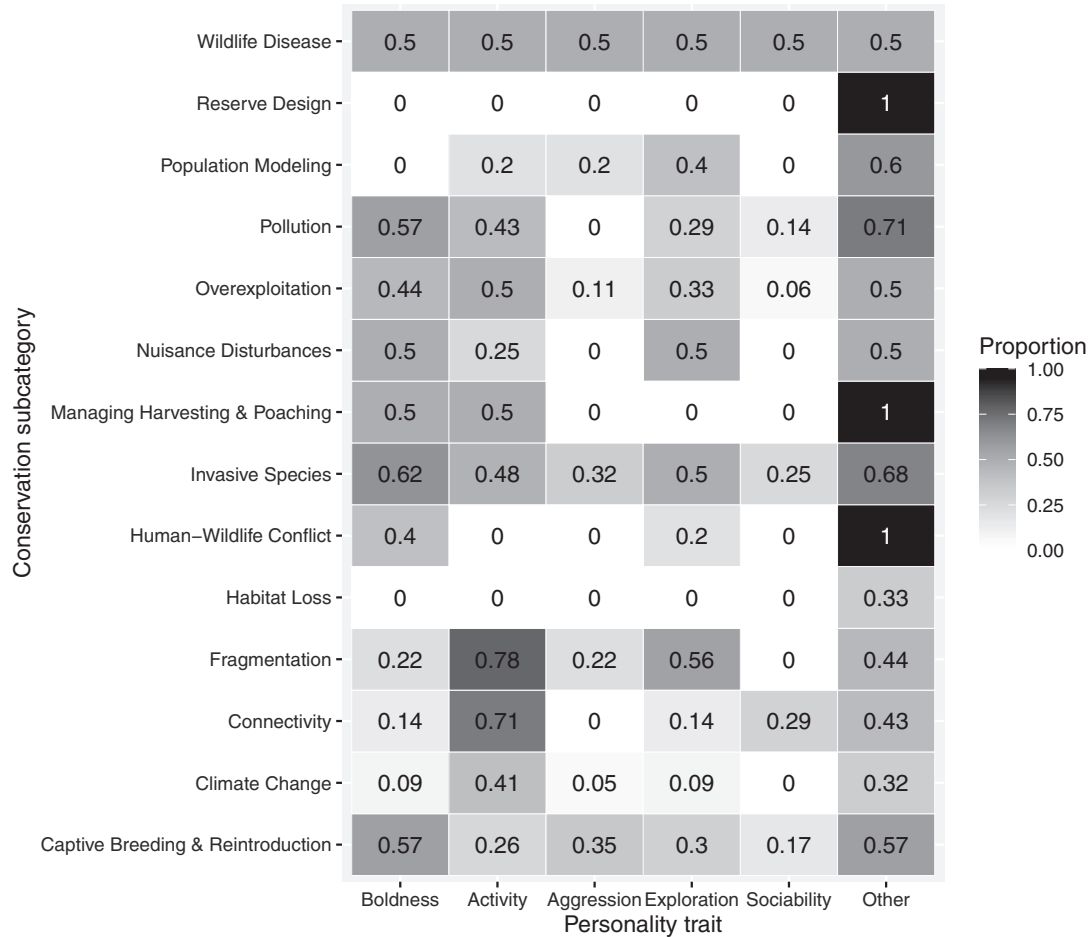 Conservation subcategory
Wildlife Disease 0.5 0.5 0.5 0.5 0.5 0.5
Reserve Design 0 0 0 0 0 1
Population Modeling 0 0.2 0.2 0.4 0 0.6
Pollution 0.57 0.43 0 0.29 0.14 0.71
Overexploitation 0.44 0.5 0.11 0.33 0.06 0.5
Nuisance Disturbances 0.5 0.25 0 0.5 0 0.5
Managing Harvesting & Poaching 0.5 0.5 0 0 0 1
Invasive Species 0.62 0.48 0.32 0.5 0.25 0.68
Human−Wildlife Conflict 0.4 0 0 0.2 0 1
Habitat Loss 0 0 0 0 0 0.33
Fragmentation 0.22 0.78 0.22 0.56 0 0.44
Connectivity 0.14 0.71 0 0.14 0.29 0.43
Climate Change 0.09 0.41 0.05 0.09 0 0.32
Captive Breeding & Reintroduction 0.57 0.26 0.35 0.3 0.17 0.57
Boldness Activity Aggression Exploration Sociability Other
Personality trait
Proportion
1.00
0.75
0.50
0.25
0.00